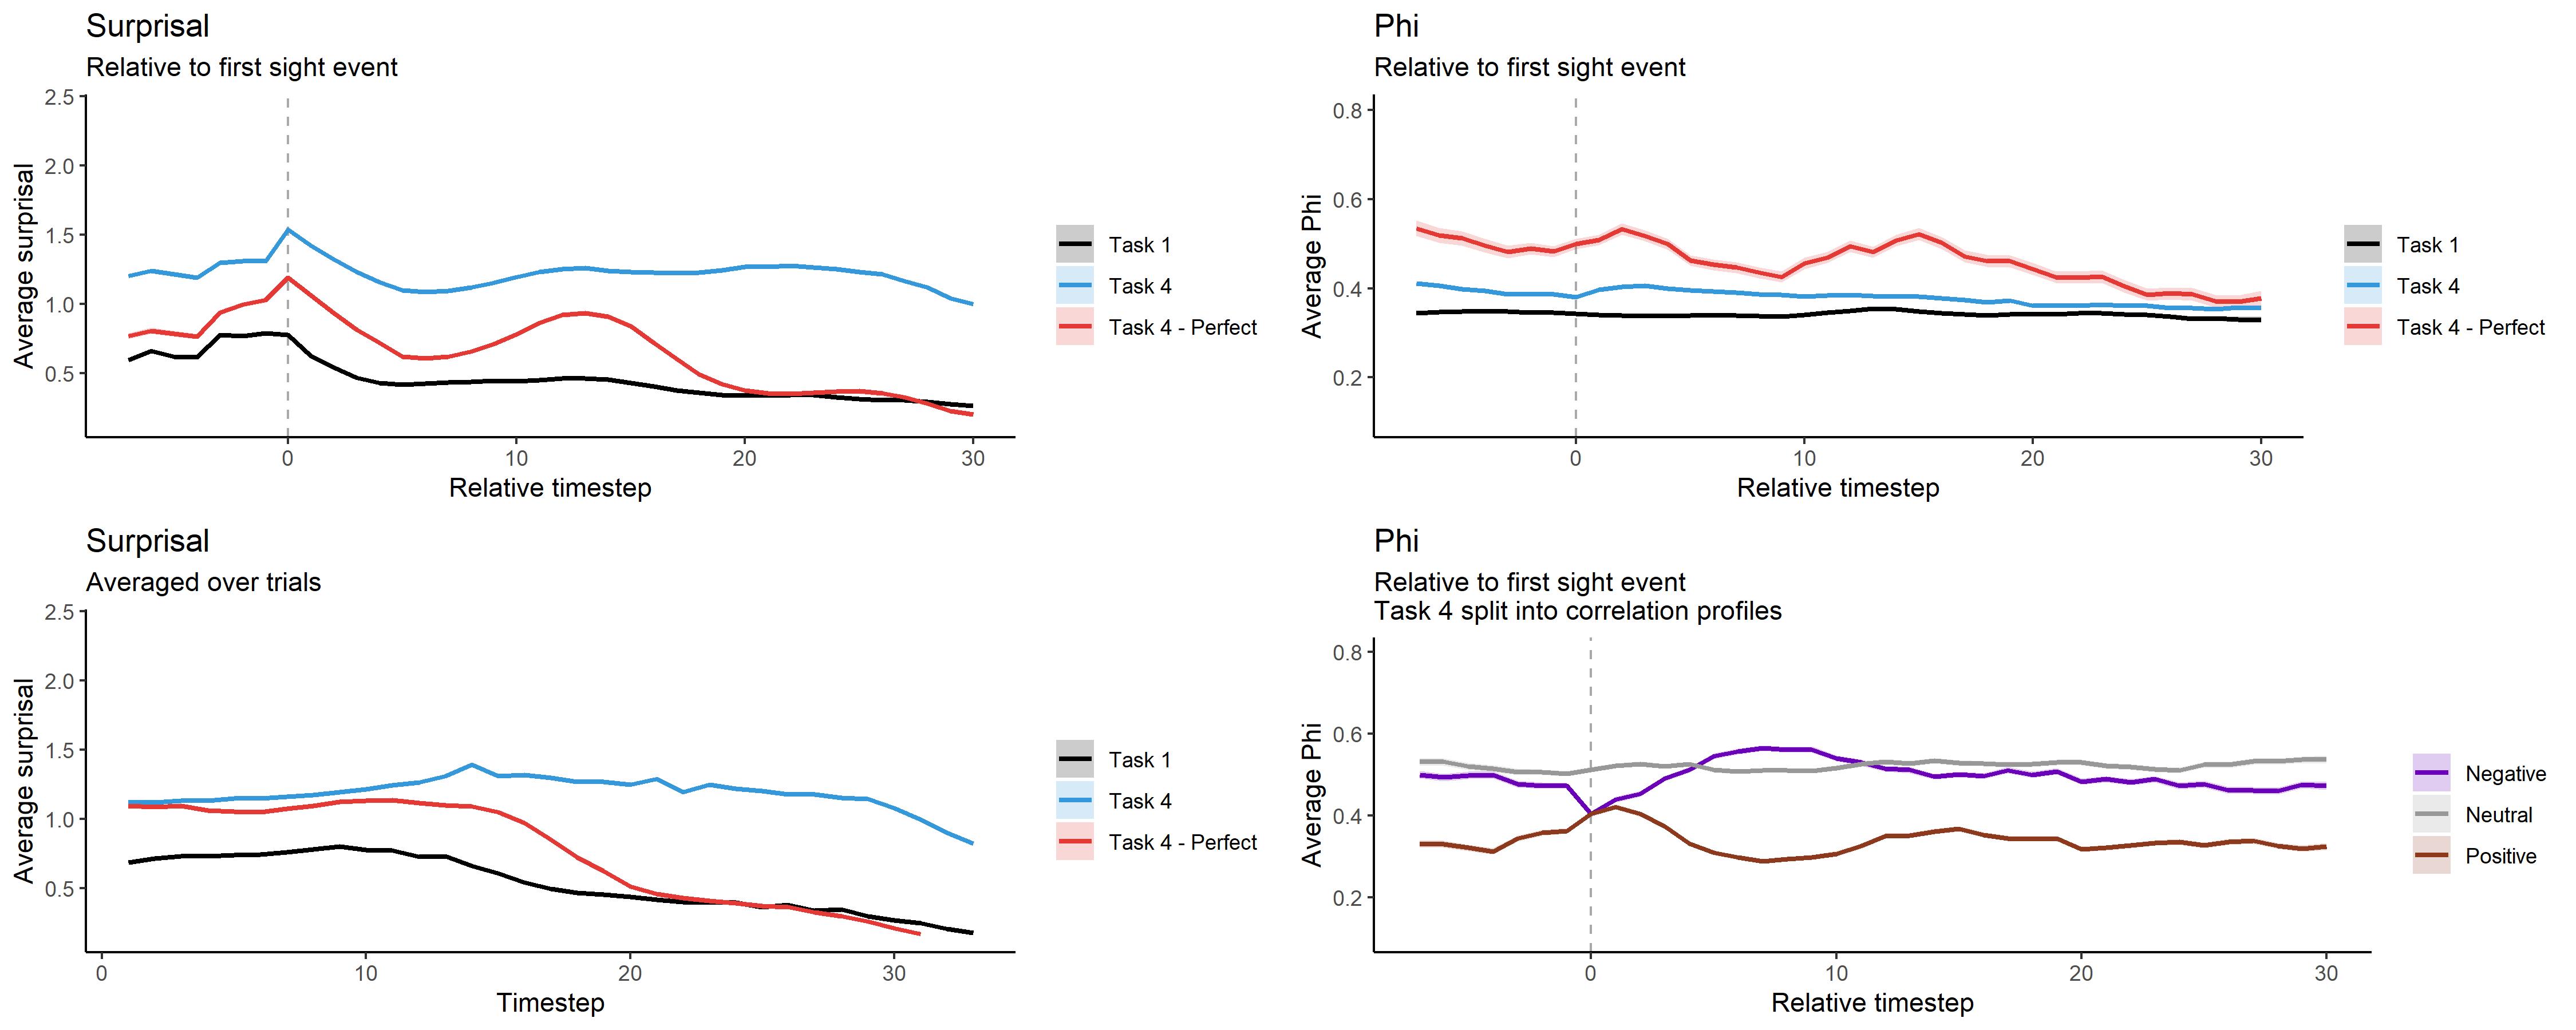 Surprisal
Relative to first sight event
Average surprisal
2.5
2.0
1.5
1.0
0.5
0
10
20
30
Relative timestep
Task 1
Task 4
Task 4 - Perfect
Phi
Relative to first sight event
Average Phi
0.8
0.6
0.4
0.2
0
10
20
30
Relative timestep
Task 1
Task 4
Task 4 - Perfect
Surprisal
Averaged over trials
Average surprisal
2.5
2.0
1.5
1.0
0.5
0
10
20
30
Timestep
Task 1
Task 4
Task 4 - Perfect
Phi
Relative to first sight event
Task 4 split into correlation profiles
Average Phi
0.8
0.6
0.4
0.2
0
10
20
30
Relative timestep
Negative
Neutral
Positive